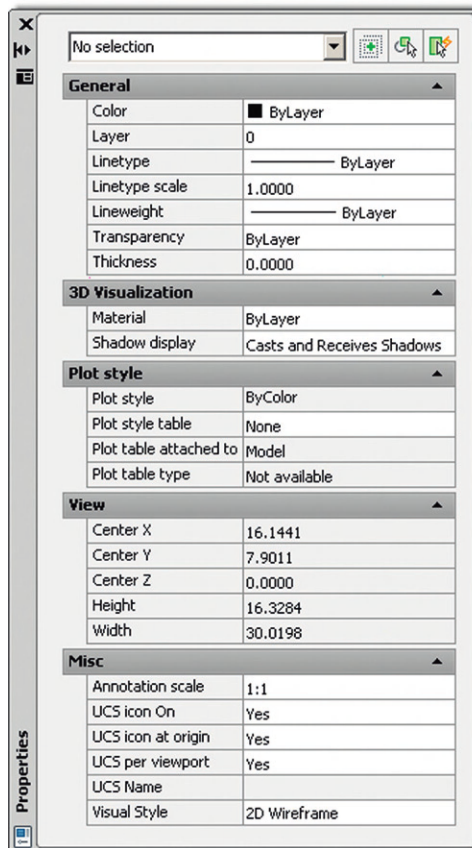 No selection
General
Color ByLayer
Layer 0
Linetype ByLayer
Linetype scale 1.0000
Lineweight ByLayer
Transparency ByLayer
Thickness 0.0000
3D Visualization
Material ByLayer
Shadow display Casts and Receives Shadows
Plot style
Plot style ByColor
Plot style table None
Plot table attached to Model
Plot table type Not available
View
Center X 16.1441
Center Y 7.9011
Center Z 0.0000
Height 16.3284
Width 30.0198
Misc
Annotation scale 1:1
UCS icon On Yes
UCS icon at origin Yes
UCS per viewport Yes
UCS Name
Visual Style 2D Wireframe
Properties